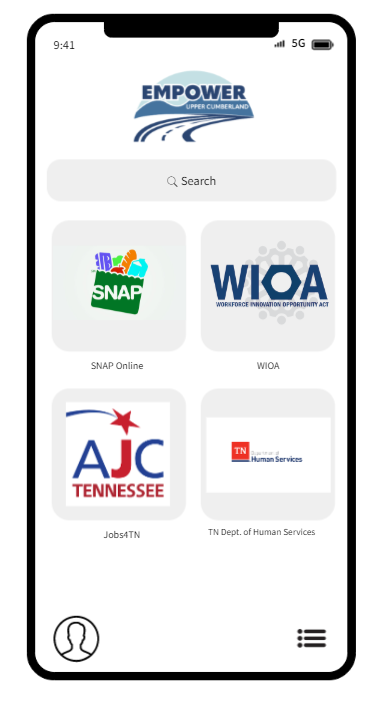 9:41
5G
EMPOWER
UPPER CUMBERLAND
Search
SNAP
WIOA
WORKFORCE INNOVATION OPPORTUNITY ACT
SNAP Online
WIOA
AJC
TENNESSEE
TN
Department of
Human Services
Jobs4TN
TN Dept. of Human Services